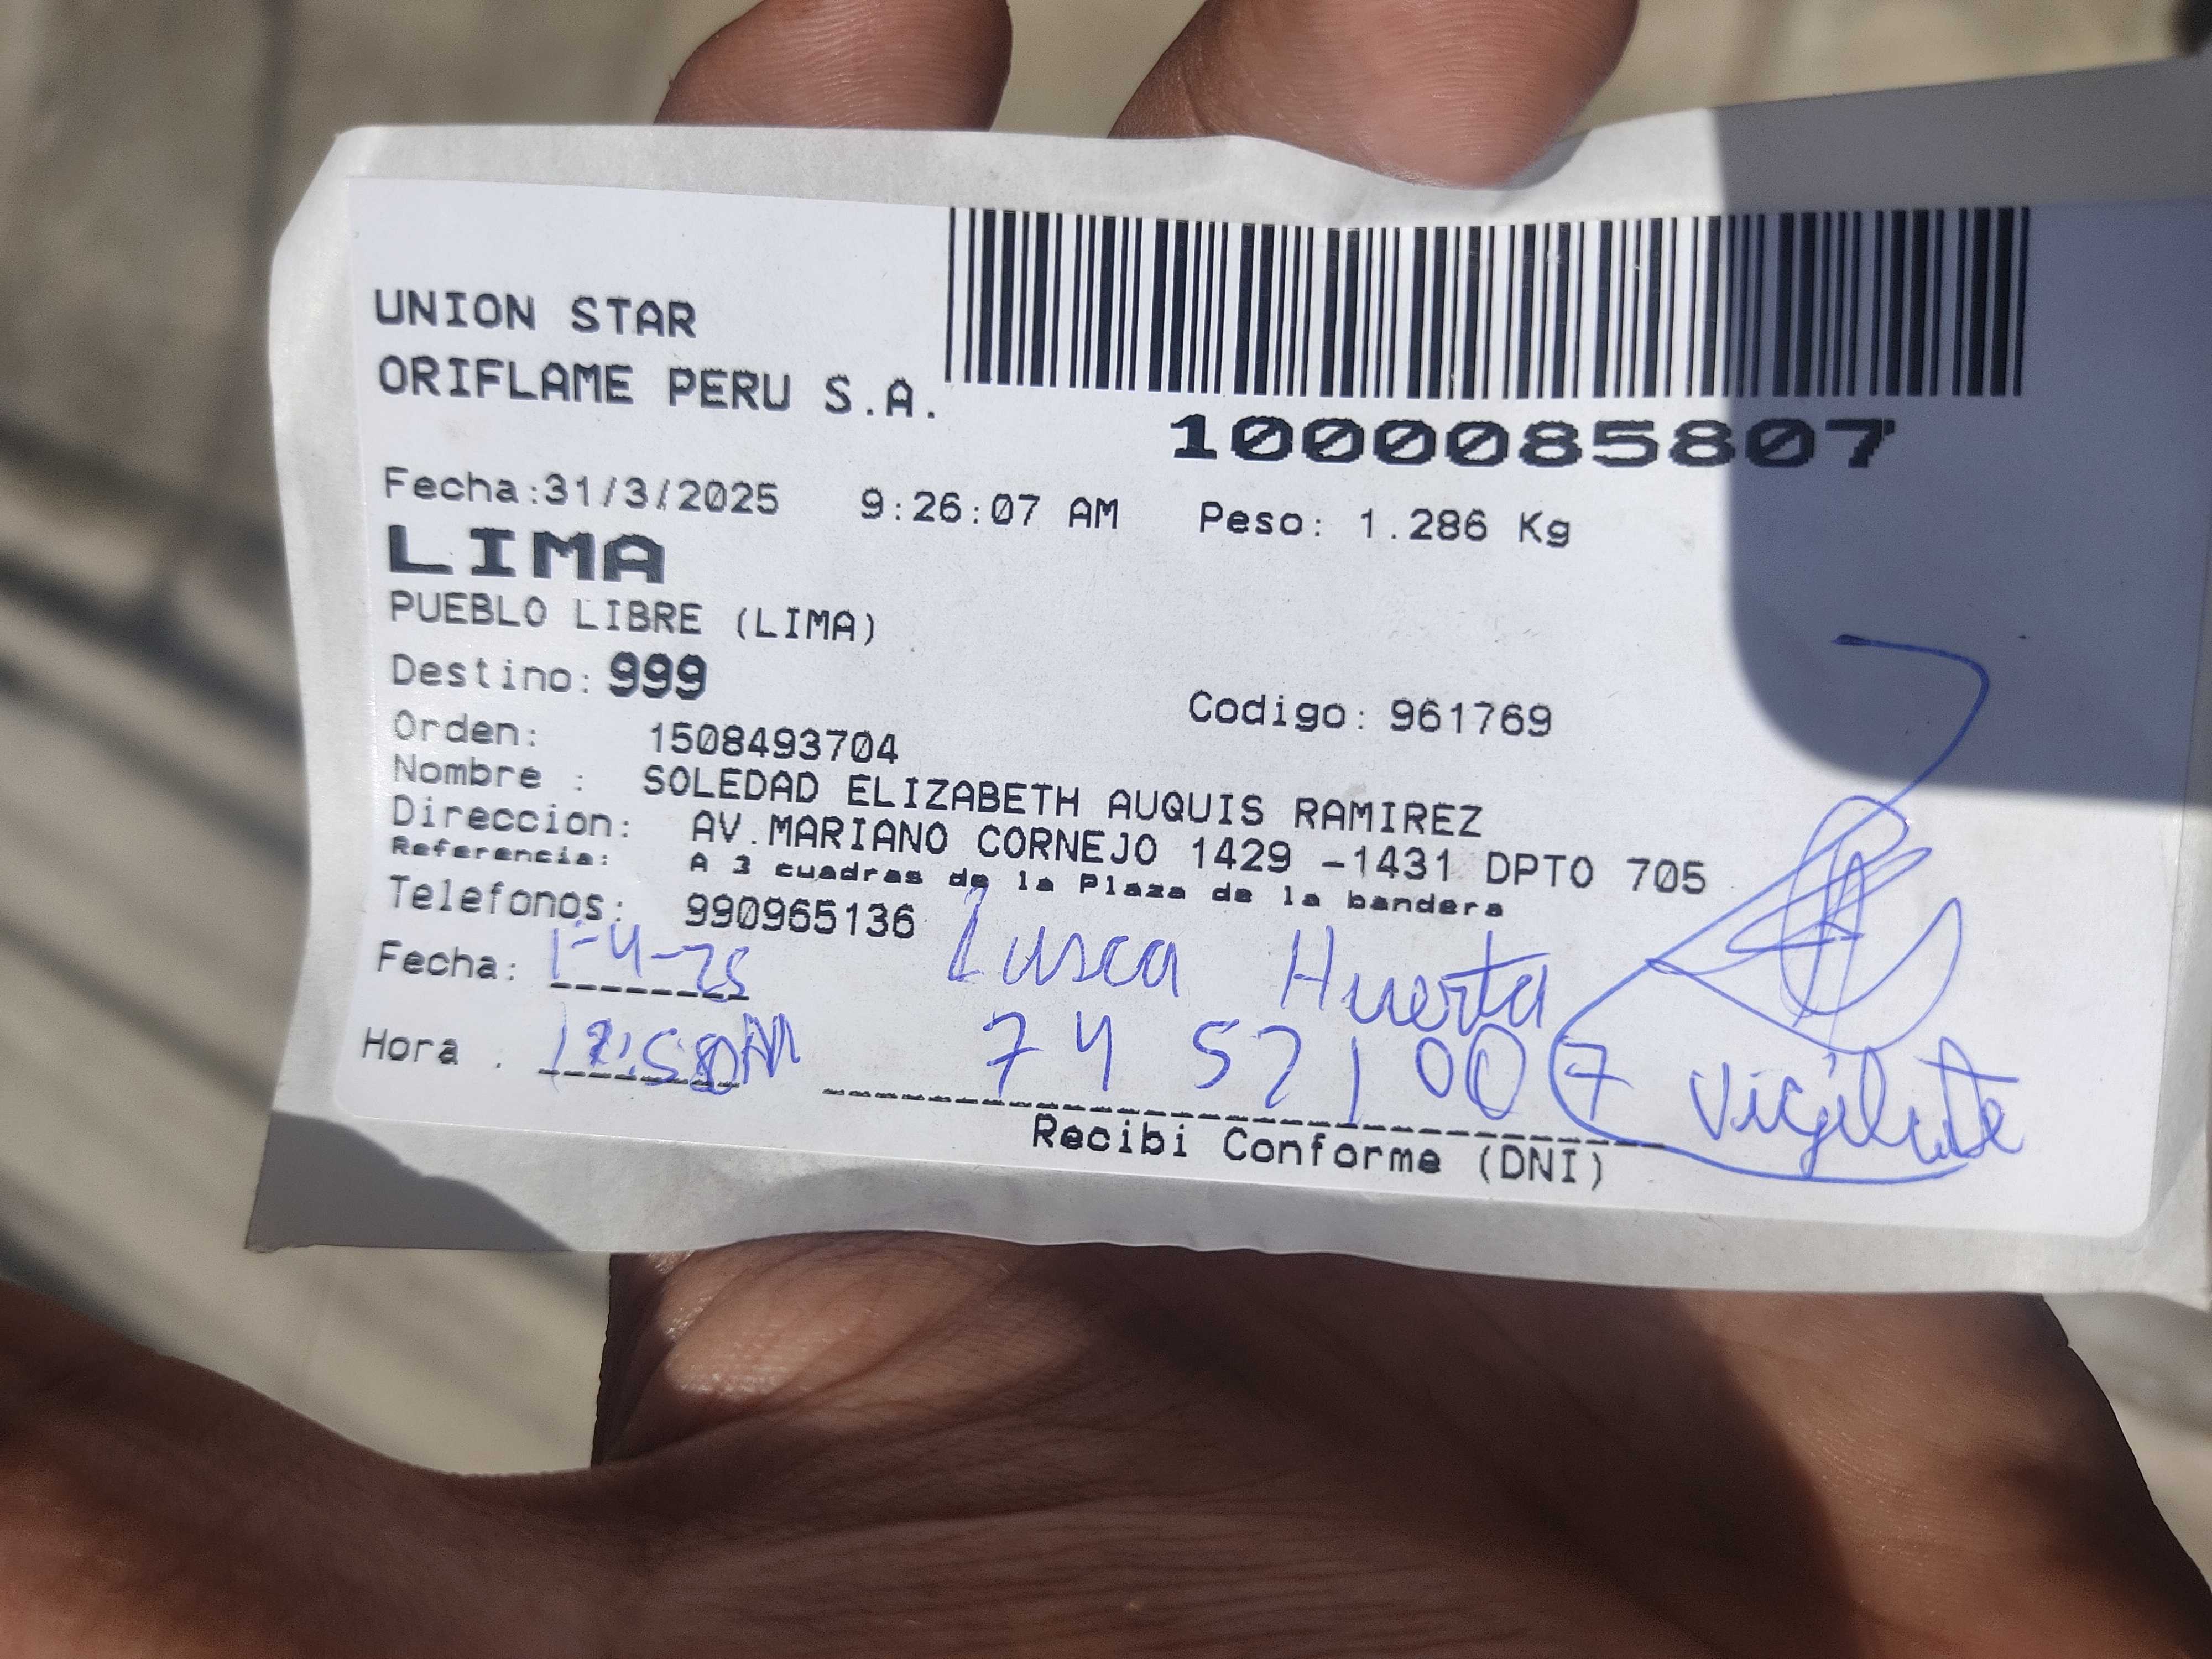 UNION STAR
ORIFLAME PERU S.A.
1000085807
Fecha:31/3/2025 9:26:07 AM Peso: 1.286 Kg
LIMA
PUEBLO LIBRE (LIMA)
Destino: 999 Codigo: 961769
Orden: 1508493704
Nombre : SOLEDAD ELIZABETH AUQUIS RAMIREZ
Direccion: AV.MARIANO CORNEJO 1429 -1431 DPTO 705
Referencia: A 3 cuadras de la Plaza de la bandera
Telefonos: 990965136
Fecha: 1-4-25 Huerta
Hora : 74521007 Vigilante
Recibi Conforme (DNI)